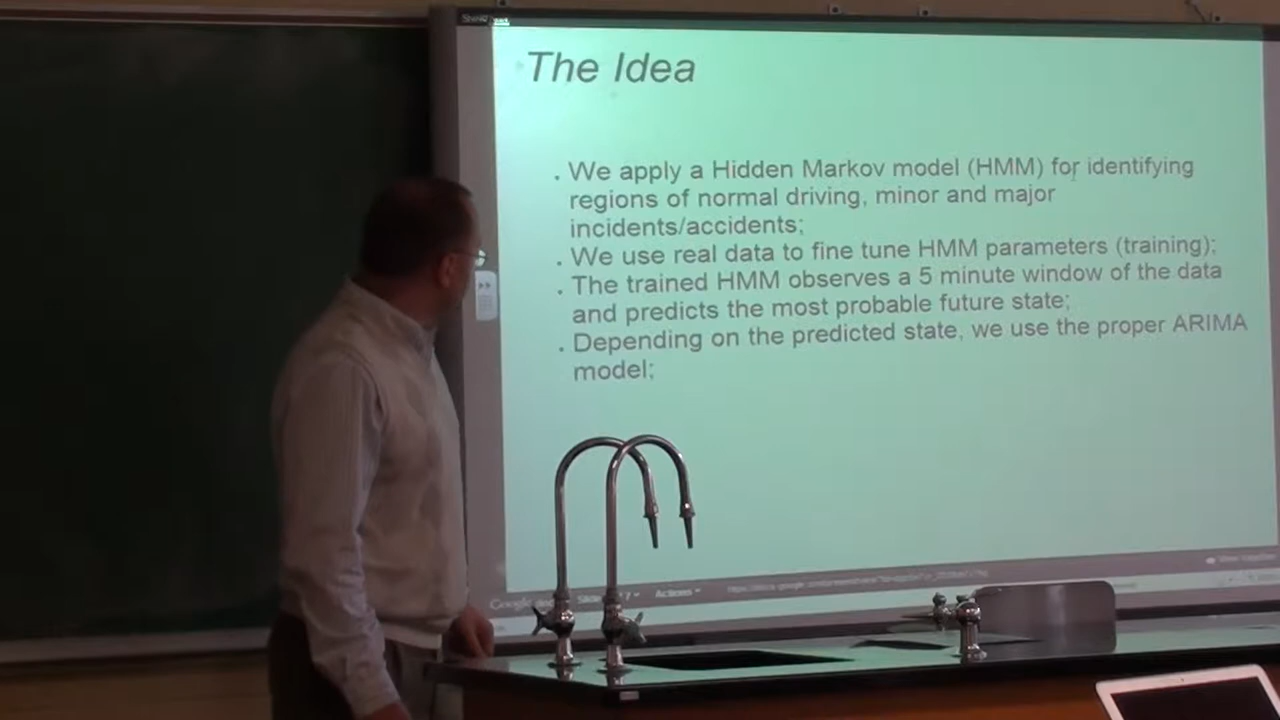 The Idea
. We apply a Hidden Markov model (HMM) for identifying
regions of normal driving, minor and major
incidents/accidents;
. We use real data to fine tune HMM parameters (training);
. The trained HMM observes a 5 minute window of the data
and predicts the most probable future state;
. Depending on the predicted state, we use the proper ARIMA
model;
Google
Actions